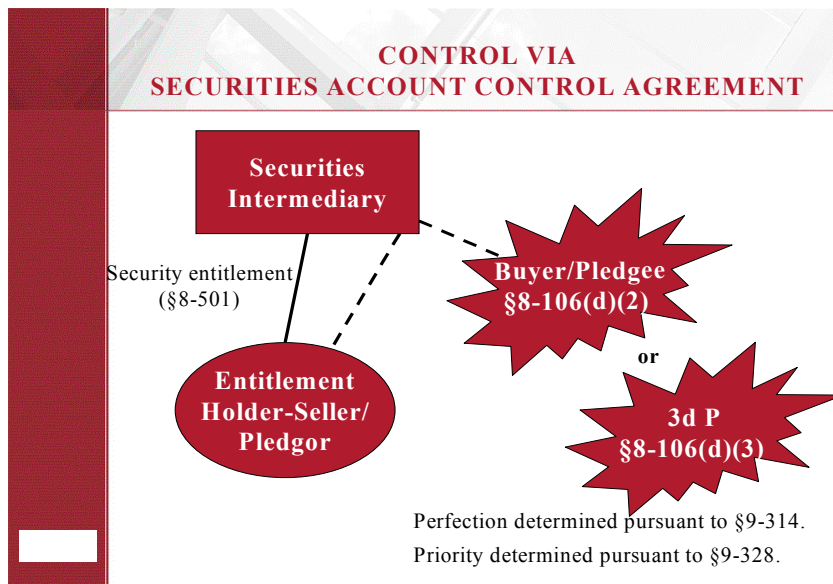 CONTROL VIA
SECURITIES ACCOUNT CONTROL AGREEMENT
Securities
Intermediary
Security entitlement
(§8-501)
Buyer/Pledgee
§8-106(d)(2)
or
Entitlement
Holder-Seller/
Pledgor
3d P
§8-106(d)(3)
Perfection determined pursuant to §9-314.
Priority determined pursuant to §9-328.